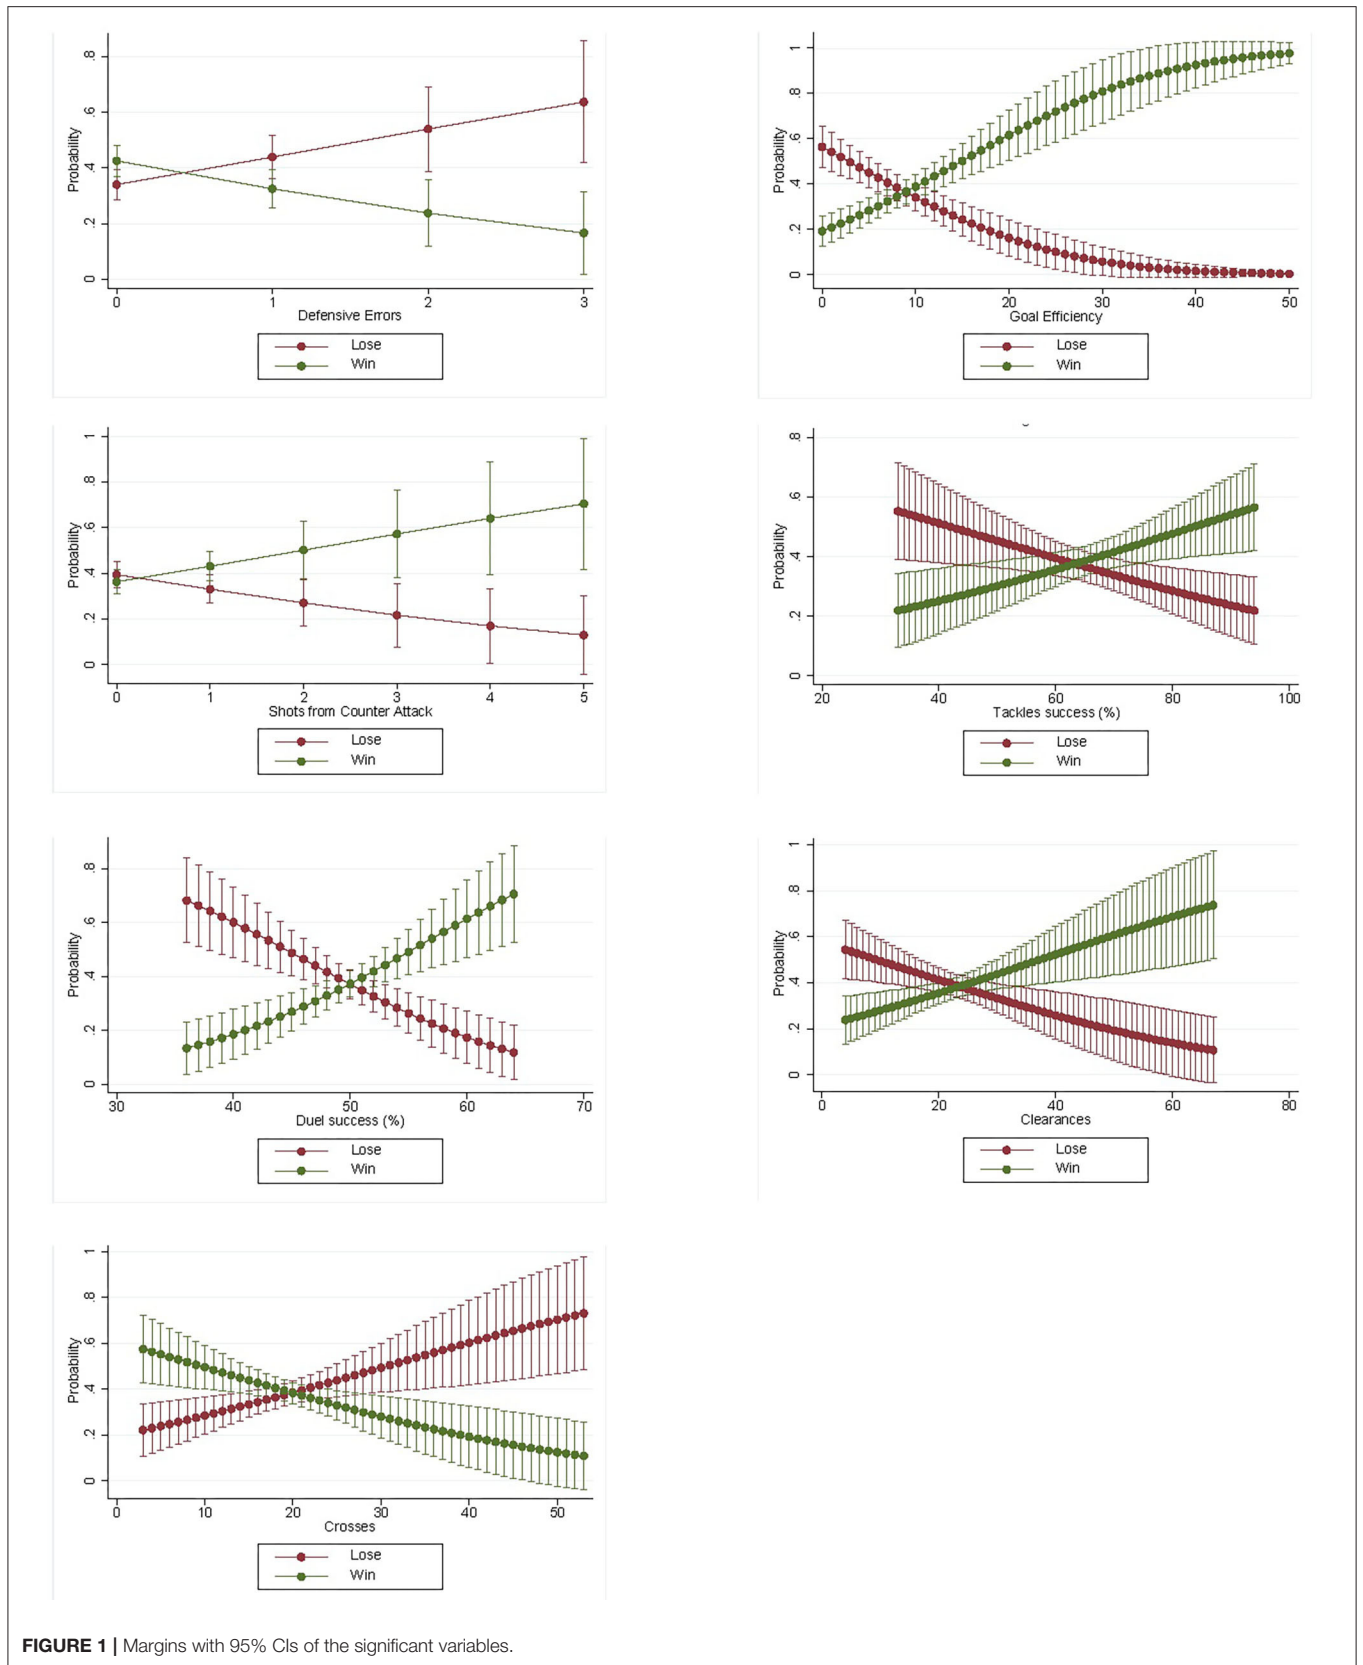 .8
.6
.4
.2
0
Probability
0 1 2 3
Defensive Errors
Lose
Win
1
.8
.6
.4
.2
0
Probability
0 10 20 30 40 50
Goal Efficiency
Lose
Win
1
.8
.6
.4
.2
0
Probability
0 1 2 3 4 5
Shots from Counter Attack
Lose
Win
.8
.6
.4
.2
0
Probability
20 40 60 80 100
Tackles success (%)
Lose
Win
.8
.6
.4
.2
0
Probability
30 40 50 60 70
Duel success (%)
Lose
Win
1
.8
.6
.4
.2
0
Probability
0 20 40 60 80
Clearances
Lose
Win
1
.8
.6
.4
.2
0
Probability
0 10 20 30 40 50
Crosses
Lose
Win
FIGURE 1 | Margins with 95% CIs of the significant variables.